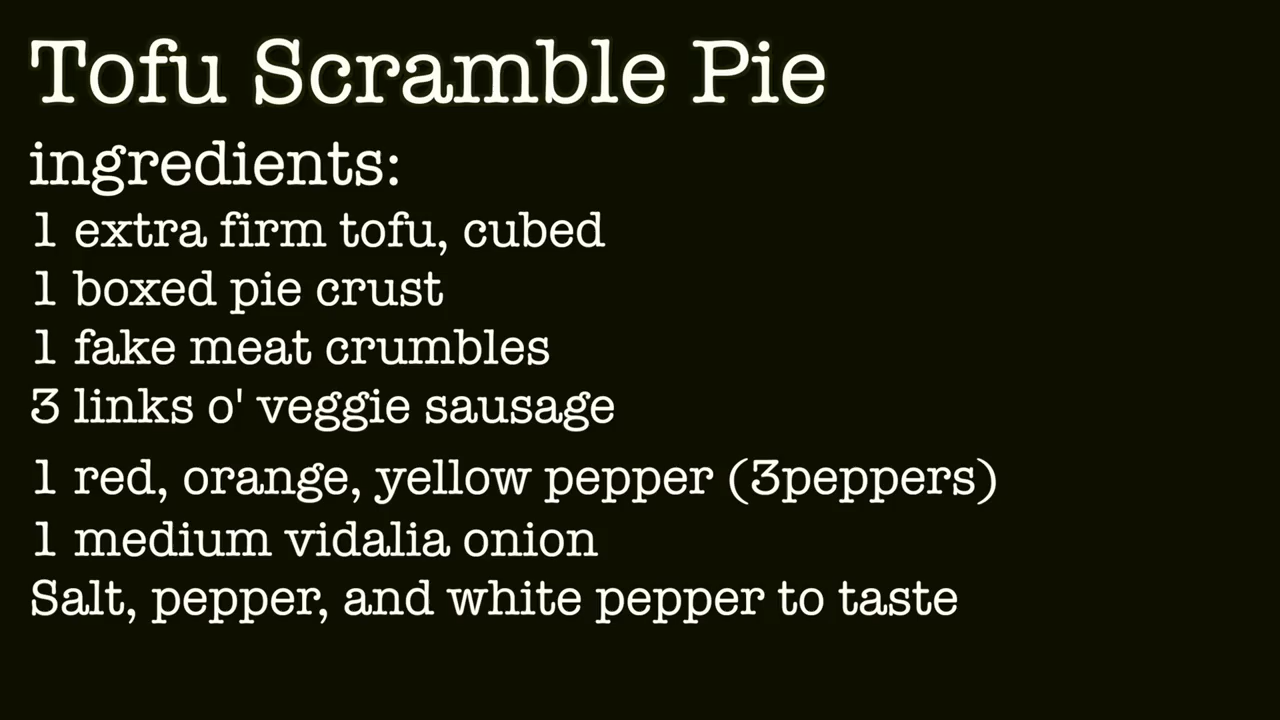 Tofu Scramble Pie
ingredients:
1 extra firm tofu, cubed
1 boxed pie crust
1 fake meat crumbles
3 links o' veggie sausage
1 red, orange, yellow pepper (3peppers)
1 medium vidalia onion
Salt, pepper, and white pepper to taste